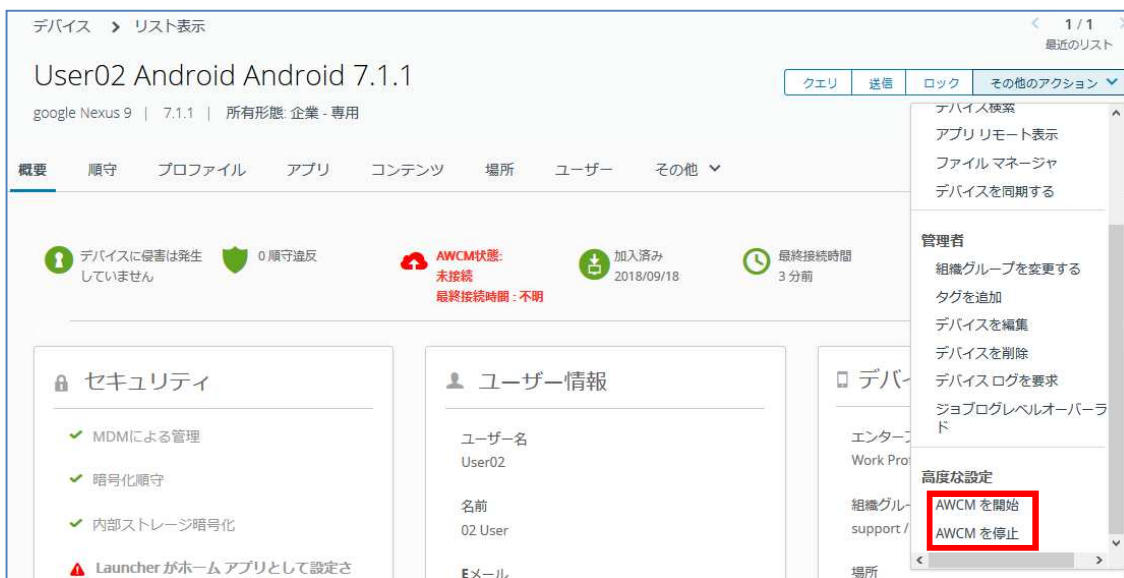 デバイス > リスト表示
< 1 / 1 >
最近のリスト
User02 Android Android 7.1.1
クエリ 送信 ロック その他のアクション
google Nexus 9 | 7.1.1 | 所有形態: 企業 - 専用
概要 順守 プロファイル アプリ コンテンツ 場所 ユーザー その他
デバイスに侵害は発生
していません
0 順守違反
AWCM状態:
未接続
最終接続時間 : 不明
加入済み
2018/09/18
最終接続時間
3 分前
デバイス検索
アプリ リモート表示
ファイル マネージャ
デバイスを同期する
管理者
組織グループを変更する
タグを追加
デバイスを編集
デバイスを削除
デバイス ログを要求
ジョブログレベルオーバーラ
ド
高度な設定
AWCM を開始
AWCM を停止
セキュリティ
MDMによる管理
暗号化順守
内部ストレージ暗号化
Launcher がホーム アプリとして設定さ
ユーザー情報
ユーザー名
User02
名前
02 User
Eメール
デバイ
エンタープ
Work Pro
組織グルー
support /
場所